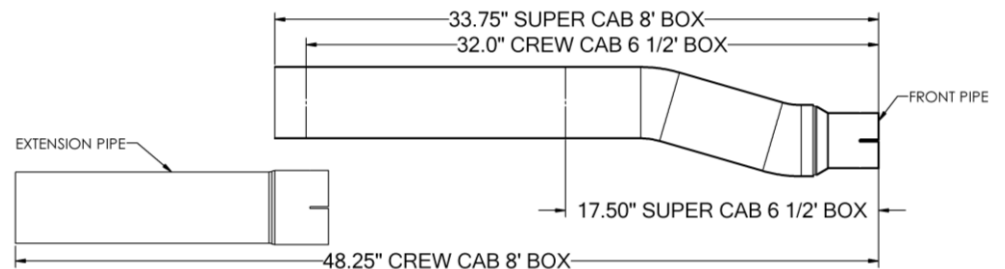 33.75" SUPER CAB 8' BOX
32.0" CREW CAB 6 1/2' BOX
FRONT PIPE
EXTENSION PIPE
17.50" SUPER CAB 6 1/2' BOX
48.25" CREW CAB 8' BOX